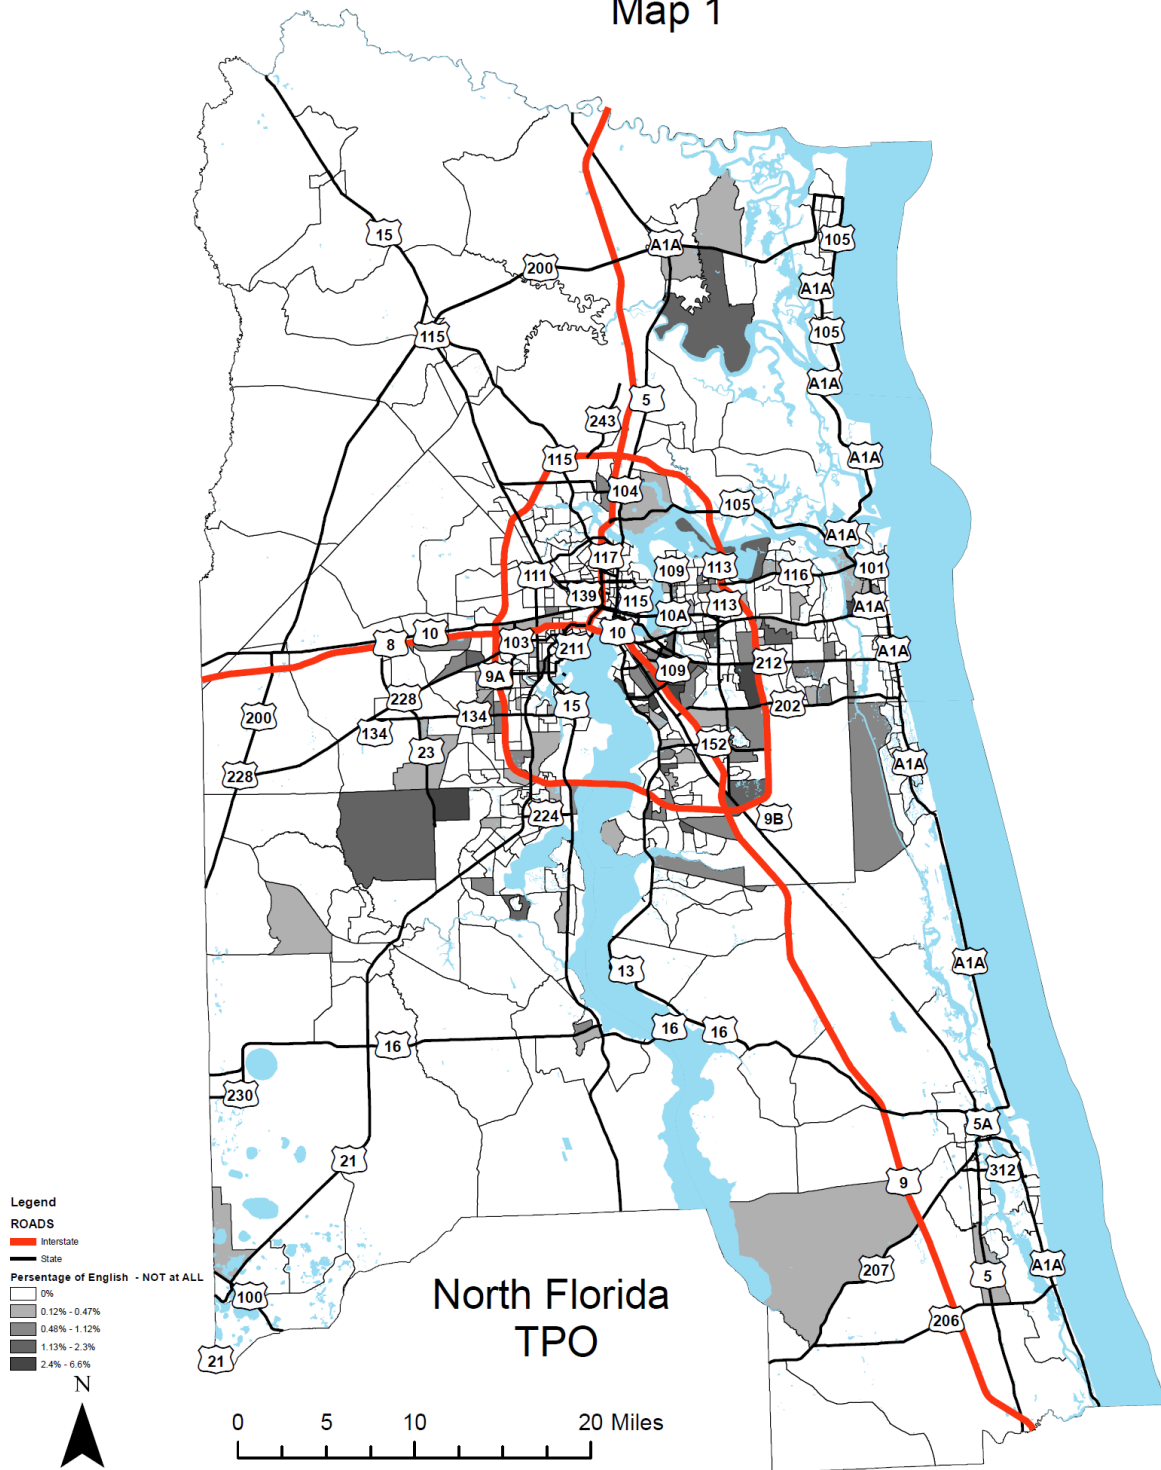 Map 1
15
A1A
105
200
A1A
115
105
A1A
5
243
115
A1A
104
105
A1A
117
109
113
116
101
111
139
115
113
A1A
10A
10
10
8
103
211
A1A
109
212
9A
228
15
202
200
134
134
152
23
A1A
228
224
9B
A1A
13
16
16
16
230
5A
21
312
9
Legend
ROADS
Interstate
State
Persentage of English - NOT at ALL
0%
0.12% - 0.47%
0.48% - 1.12%
1.13% - 2.3%
2.4% - 6.6%
207
5
A1A
100
North Florida
TPO
206
21
N
0 5 10 20 Miles